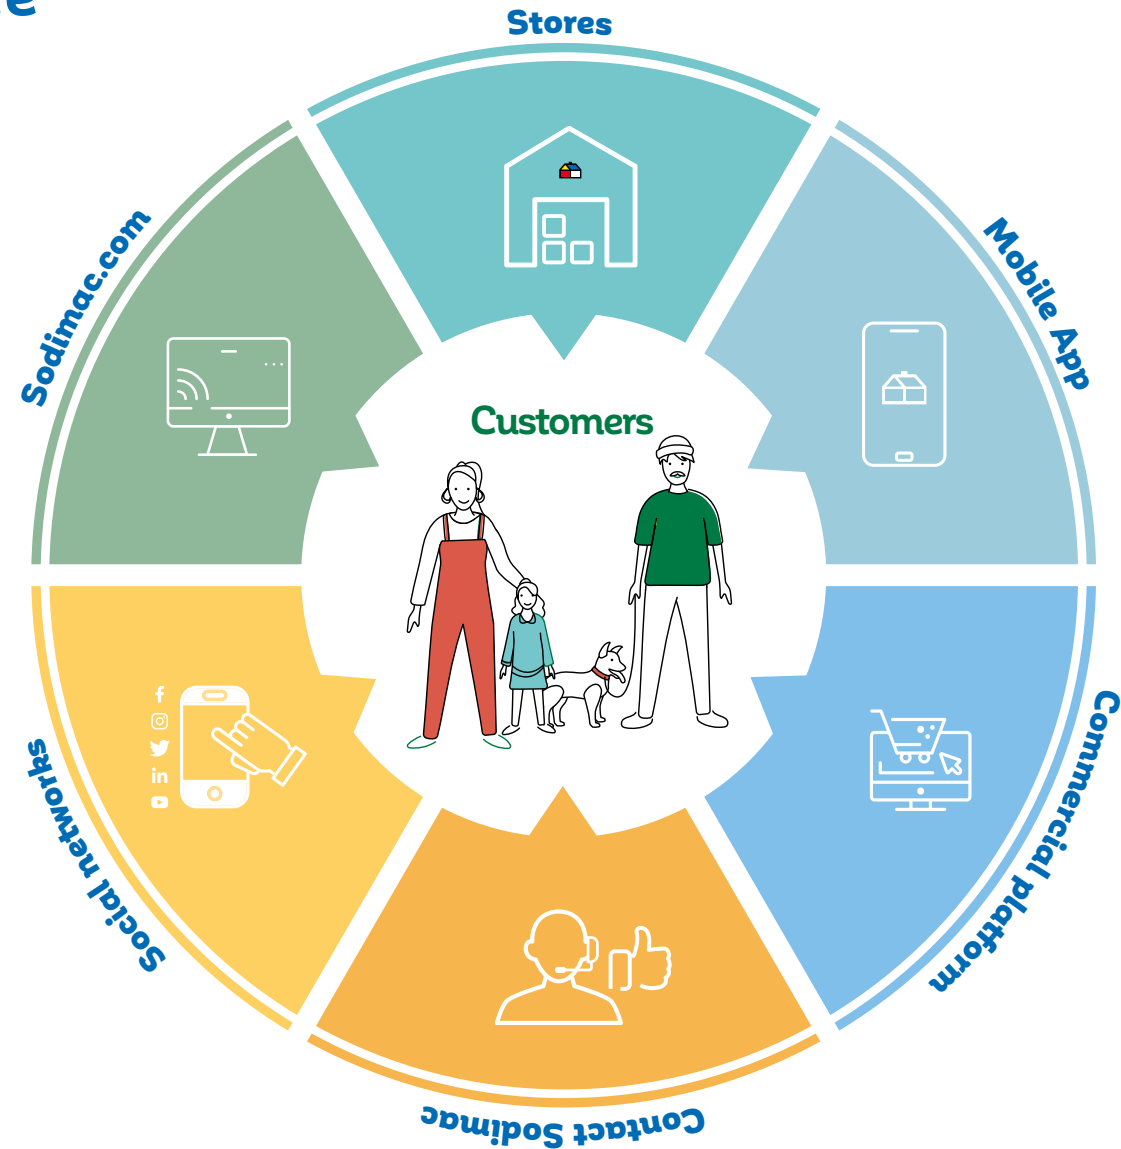 Stores
Mobile App
Commercial platform
Contact Sodimac
Social networks
Sodimac.com
Customers